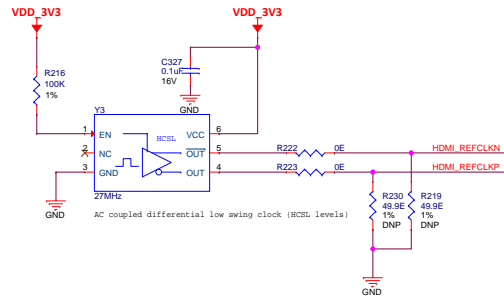 VDD_3V3
VDD_3V3
R216
100K
1%
C327
0.1uF
16V
GND
Y3
1
EN
HCSL
VCC
6
2
NC
OUT
5
R222
0E
HDMI_REFCLKN
3
GND
OUT
4
R223
0E
HDMI_REFCLKP
27MHz
GND
AC coupled differential low swing clock (HCSL levels)
R230
49.9E
1%
DNP
R219
49.9E
1%
DNP
GND